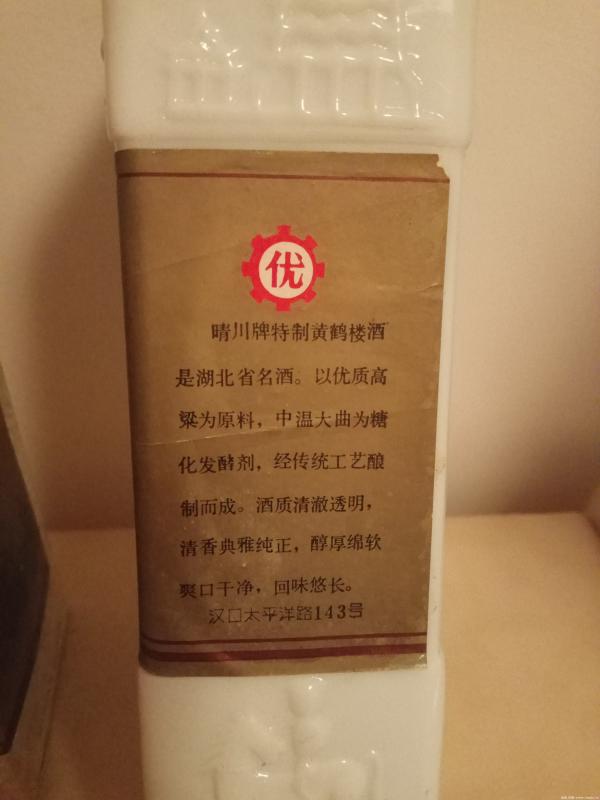 优
晴川牌特制黄鹤楼酒
是湖北省名酒。以优质高
粱为原料，中温大曲为糖
化发酵剂，经传统工艺酿
制而成。酒质清澈透明，
清香典雅纯正，醇厚绵软
爽口干净，回味悠长。
汉口太平洋路143号